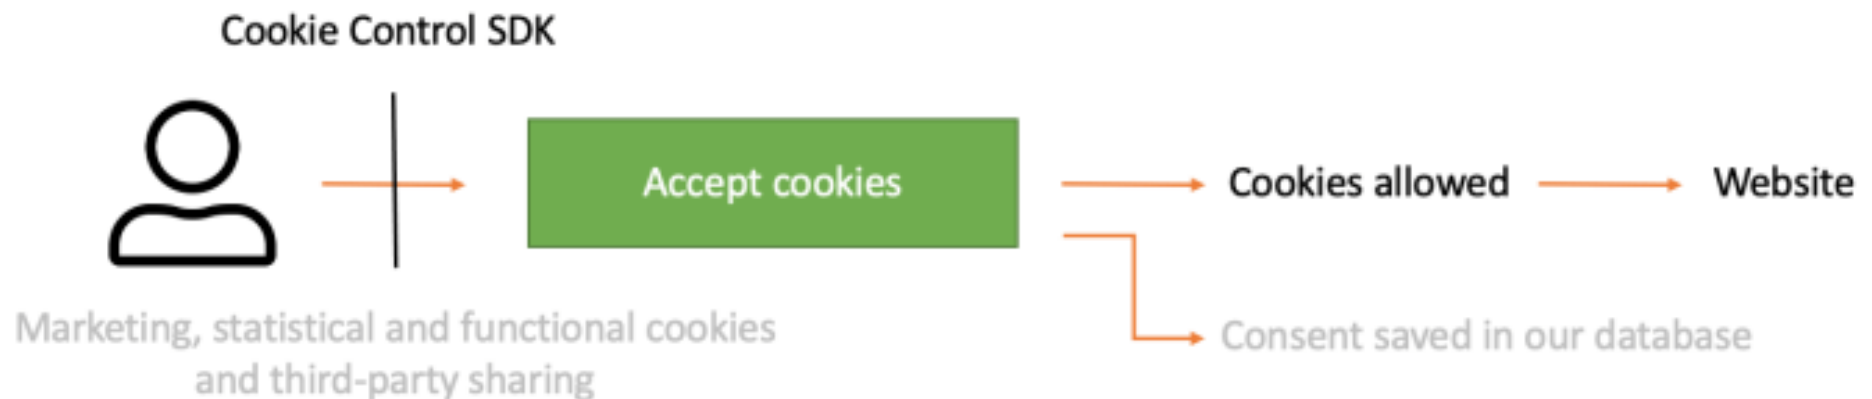 Cookie Control SDK
Accept cookies
Cookies allowed
Website
Marketing, statistical and functional cookies
and third-party sharing
Consent saved in our database